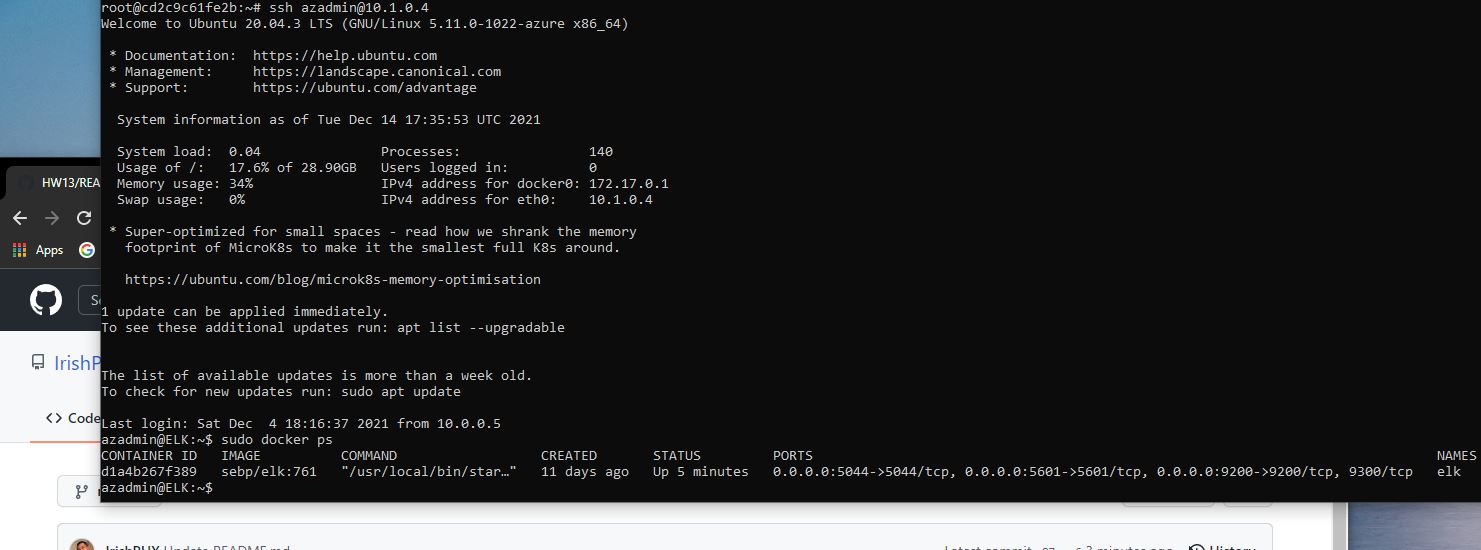 root@cd2c9c61fe2b:~# ssh azadmin@10.1.0.4
Welcome to Ubuntu 20.04.3 LTS (GNU/Linux 5.11.0-1022-azure x86_64)
* Documentation:  https://help.ubuntu.com
* Management:     https://landscape.canonical.com
* Support:        https://ubuntu.com/advantage
System information as of Tue Dec 14 17:35:53 UTC 2021
System load:  0.04               Processes:                140
Usage of /:   17.6% of 28.90GB   Users logged in:          0
Memory usage: 34%                IPv4 address for docker0: 172.17.0.1
Swap usage:   0%                 IPv4 address for eth0:    10.1.0.4
* Super-optimized for small spaces - read how we shrank the memory
footprint of MicroK8s to make it the smallest full K8s around.
https://ubuntu.com/blog/microk8s-memory-optimisation
1 update can be applied immediately.
To see these additional updates run: apt list --upgradable
The list of available updates is more than a week old.
To check for new updates run: sudo apt update
Last login: Sat Dec  4 18:16:37 2021 from 10.0.0.5
azadmin@ELK:~$ sudo docker ps
CONTAINER ID   IMAGE          COMMAND                  CREATED       STATUS         PORTS                                                                              NAMES
d1a4b267f389   sebp/elk:761   "/usr/local/bin/star…"   11 days ago   Up 5 minutes   0.0.0.0:5044->5044/tcp, 0.0.0.0:5601->5601/tcp, 0.0.0.0:9200->9200/tcp, 9300/tcp   elk
azadmin@ELK:~$
HW13/REA
Apps
G
IrishP
<> Code